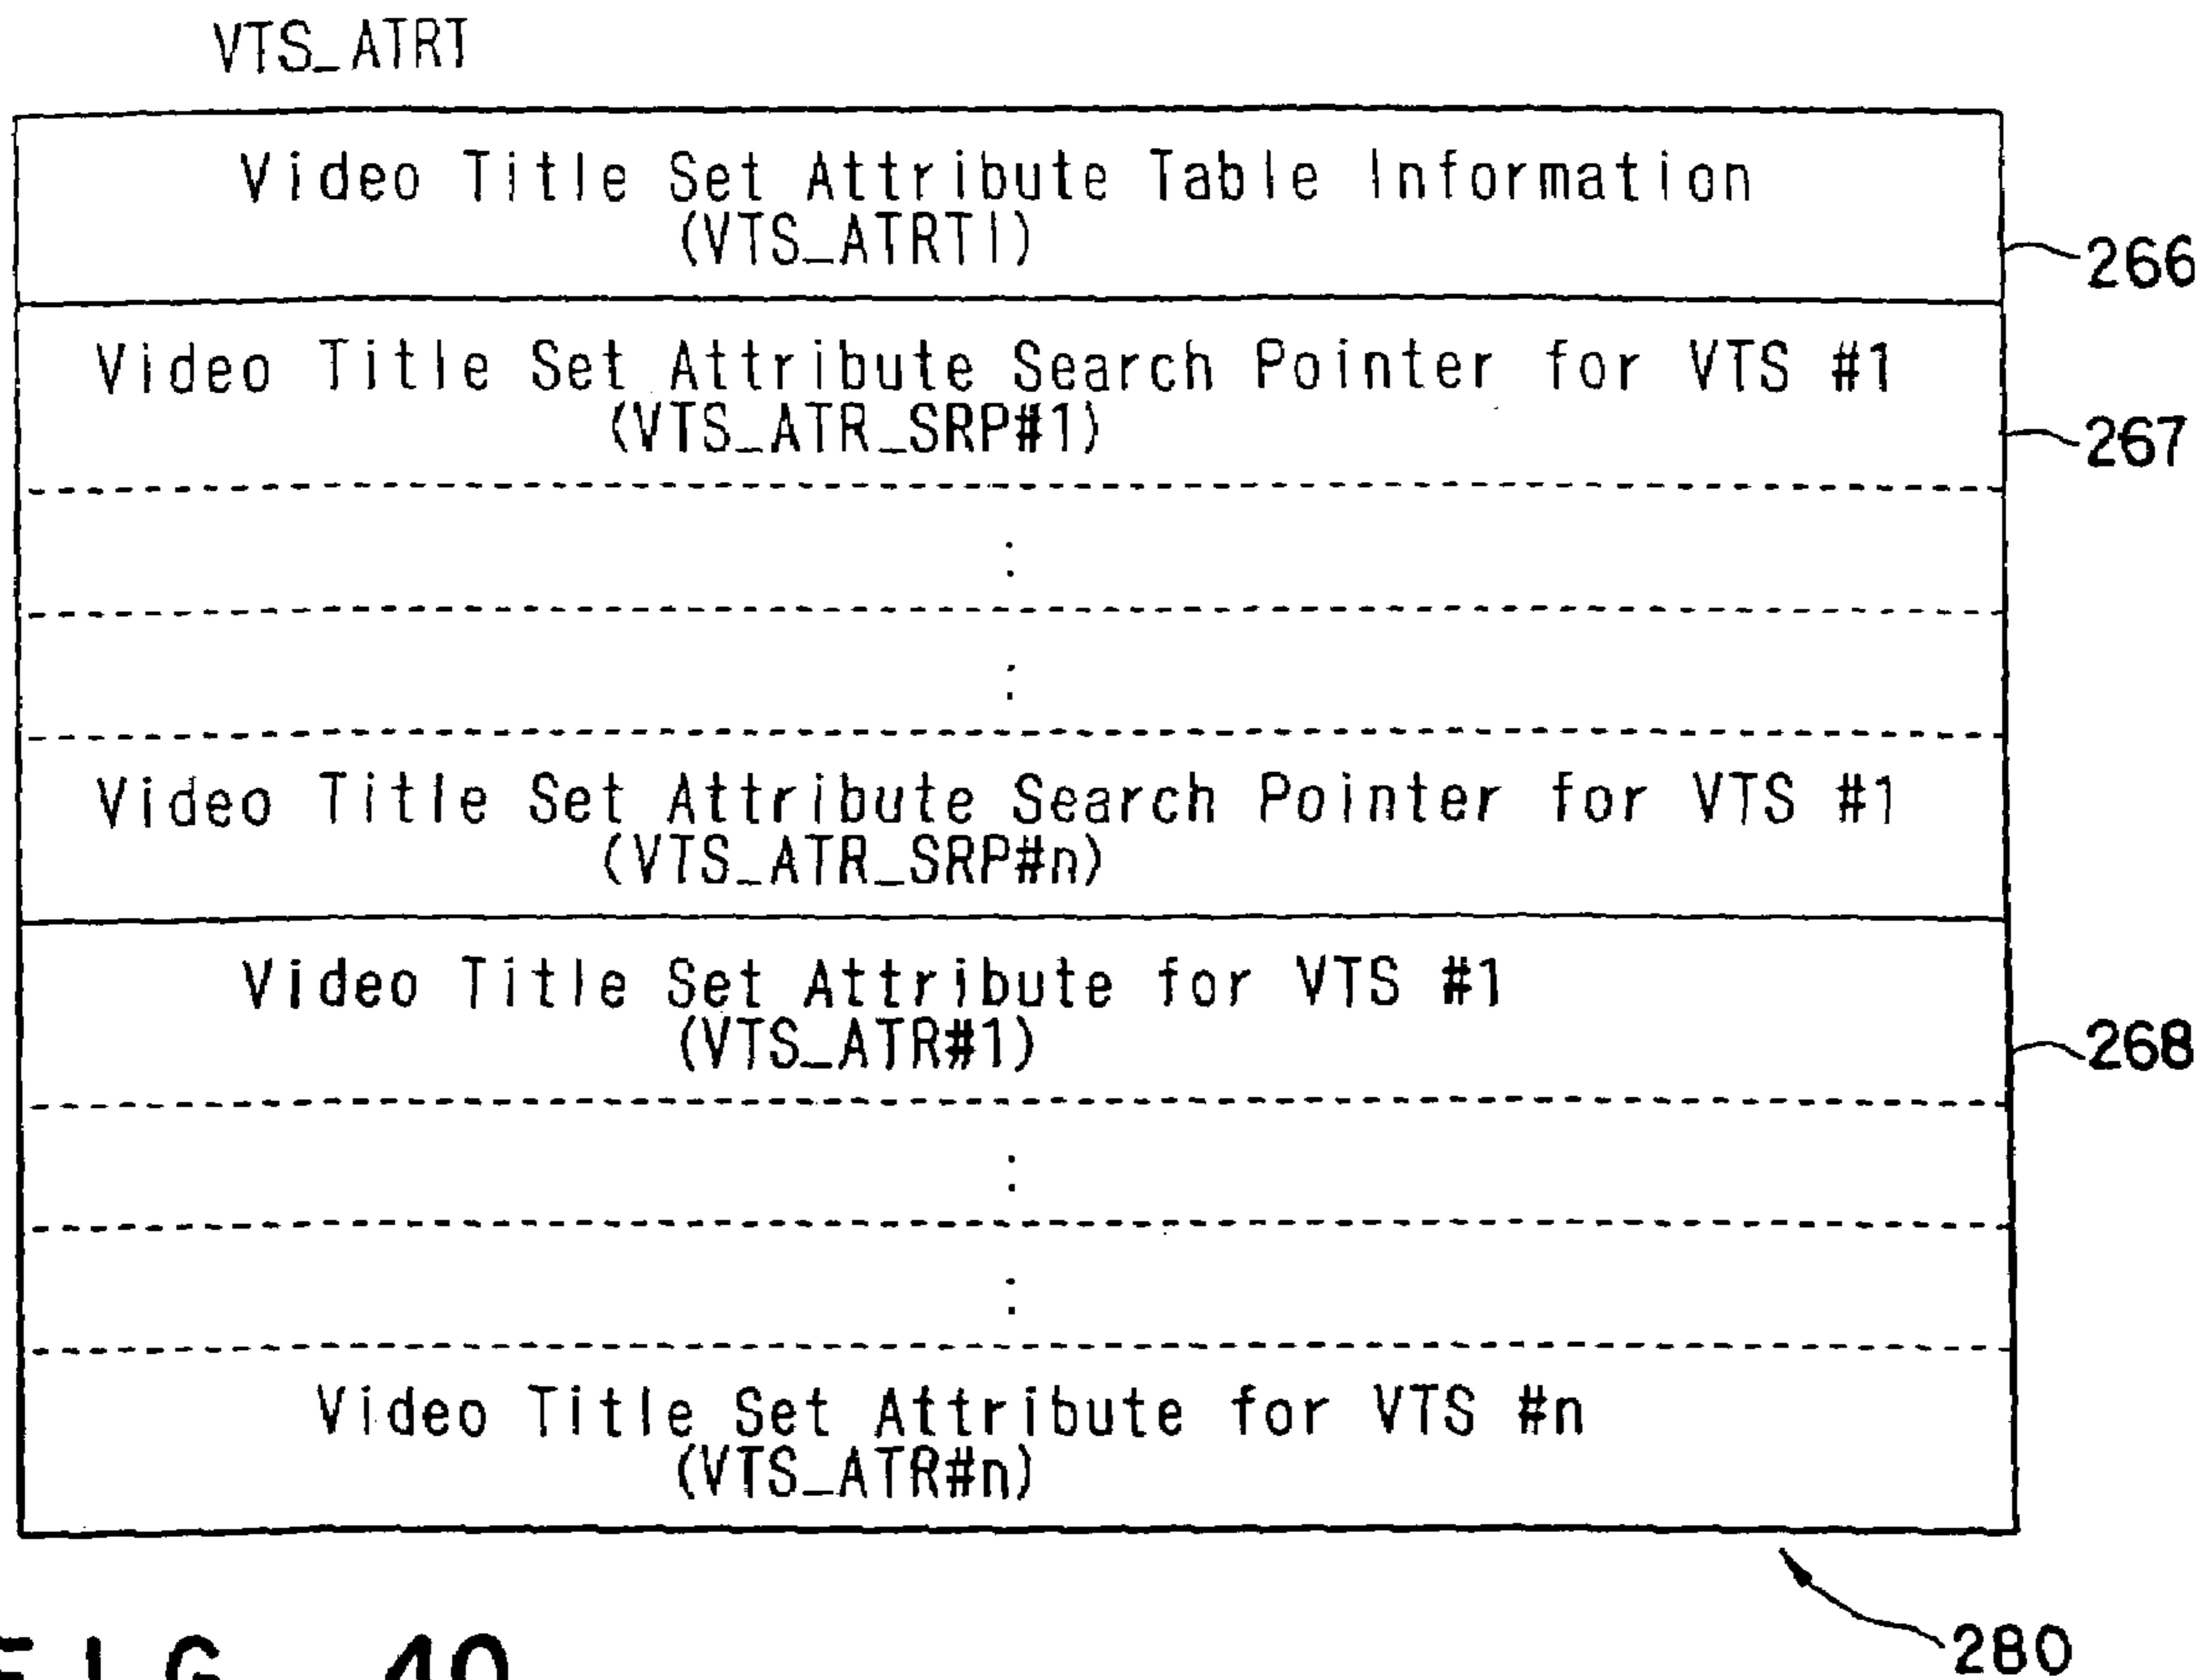 VTS_ATRT
Video Title Set Attribute Table Information
(VTS_ATRTI)
266
Video Title Set Attribute Search Pointer for VTS #1
(VTS_ATR_SRP#1)
267
:
:
Video Title Set Attribute Search Pointer for VTS #1
(VTS_ATR_SRP#n)
Video Title Set Attribute for VTS #1
(VTS_ATR#1)
268
:
:
Video Title Set Attribute for VTS #n
(VTS_ATR#n)
280